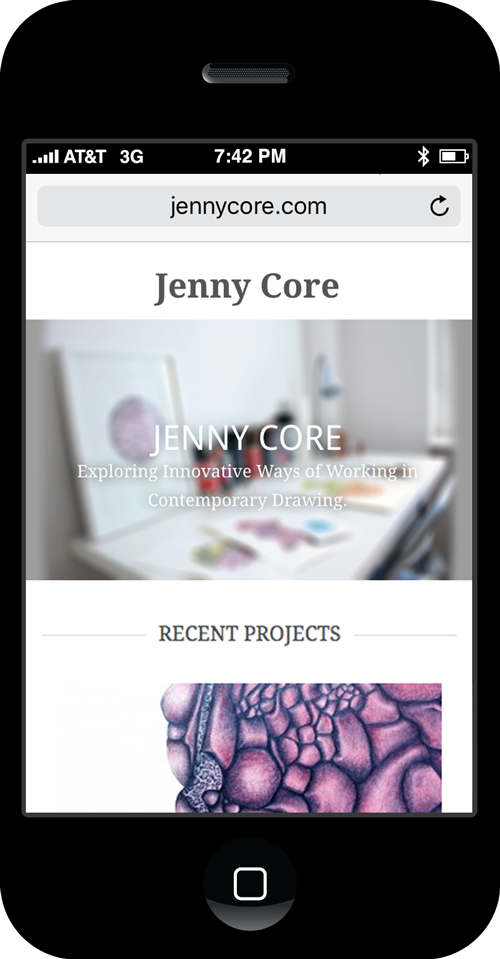 AT&T 3G 7:42 PM
jennycore.com
Jenny Core
JENNY CORE
Exploring Innovative Ways of Working in
Contemporary Drawing.
RECENT PROJECTS